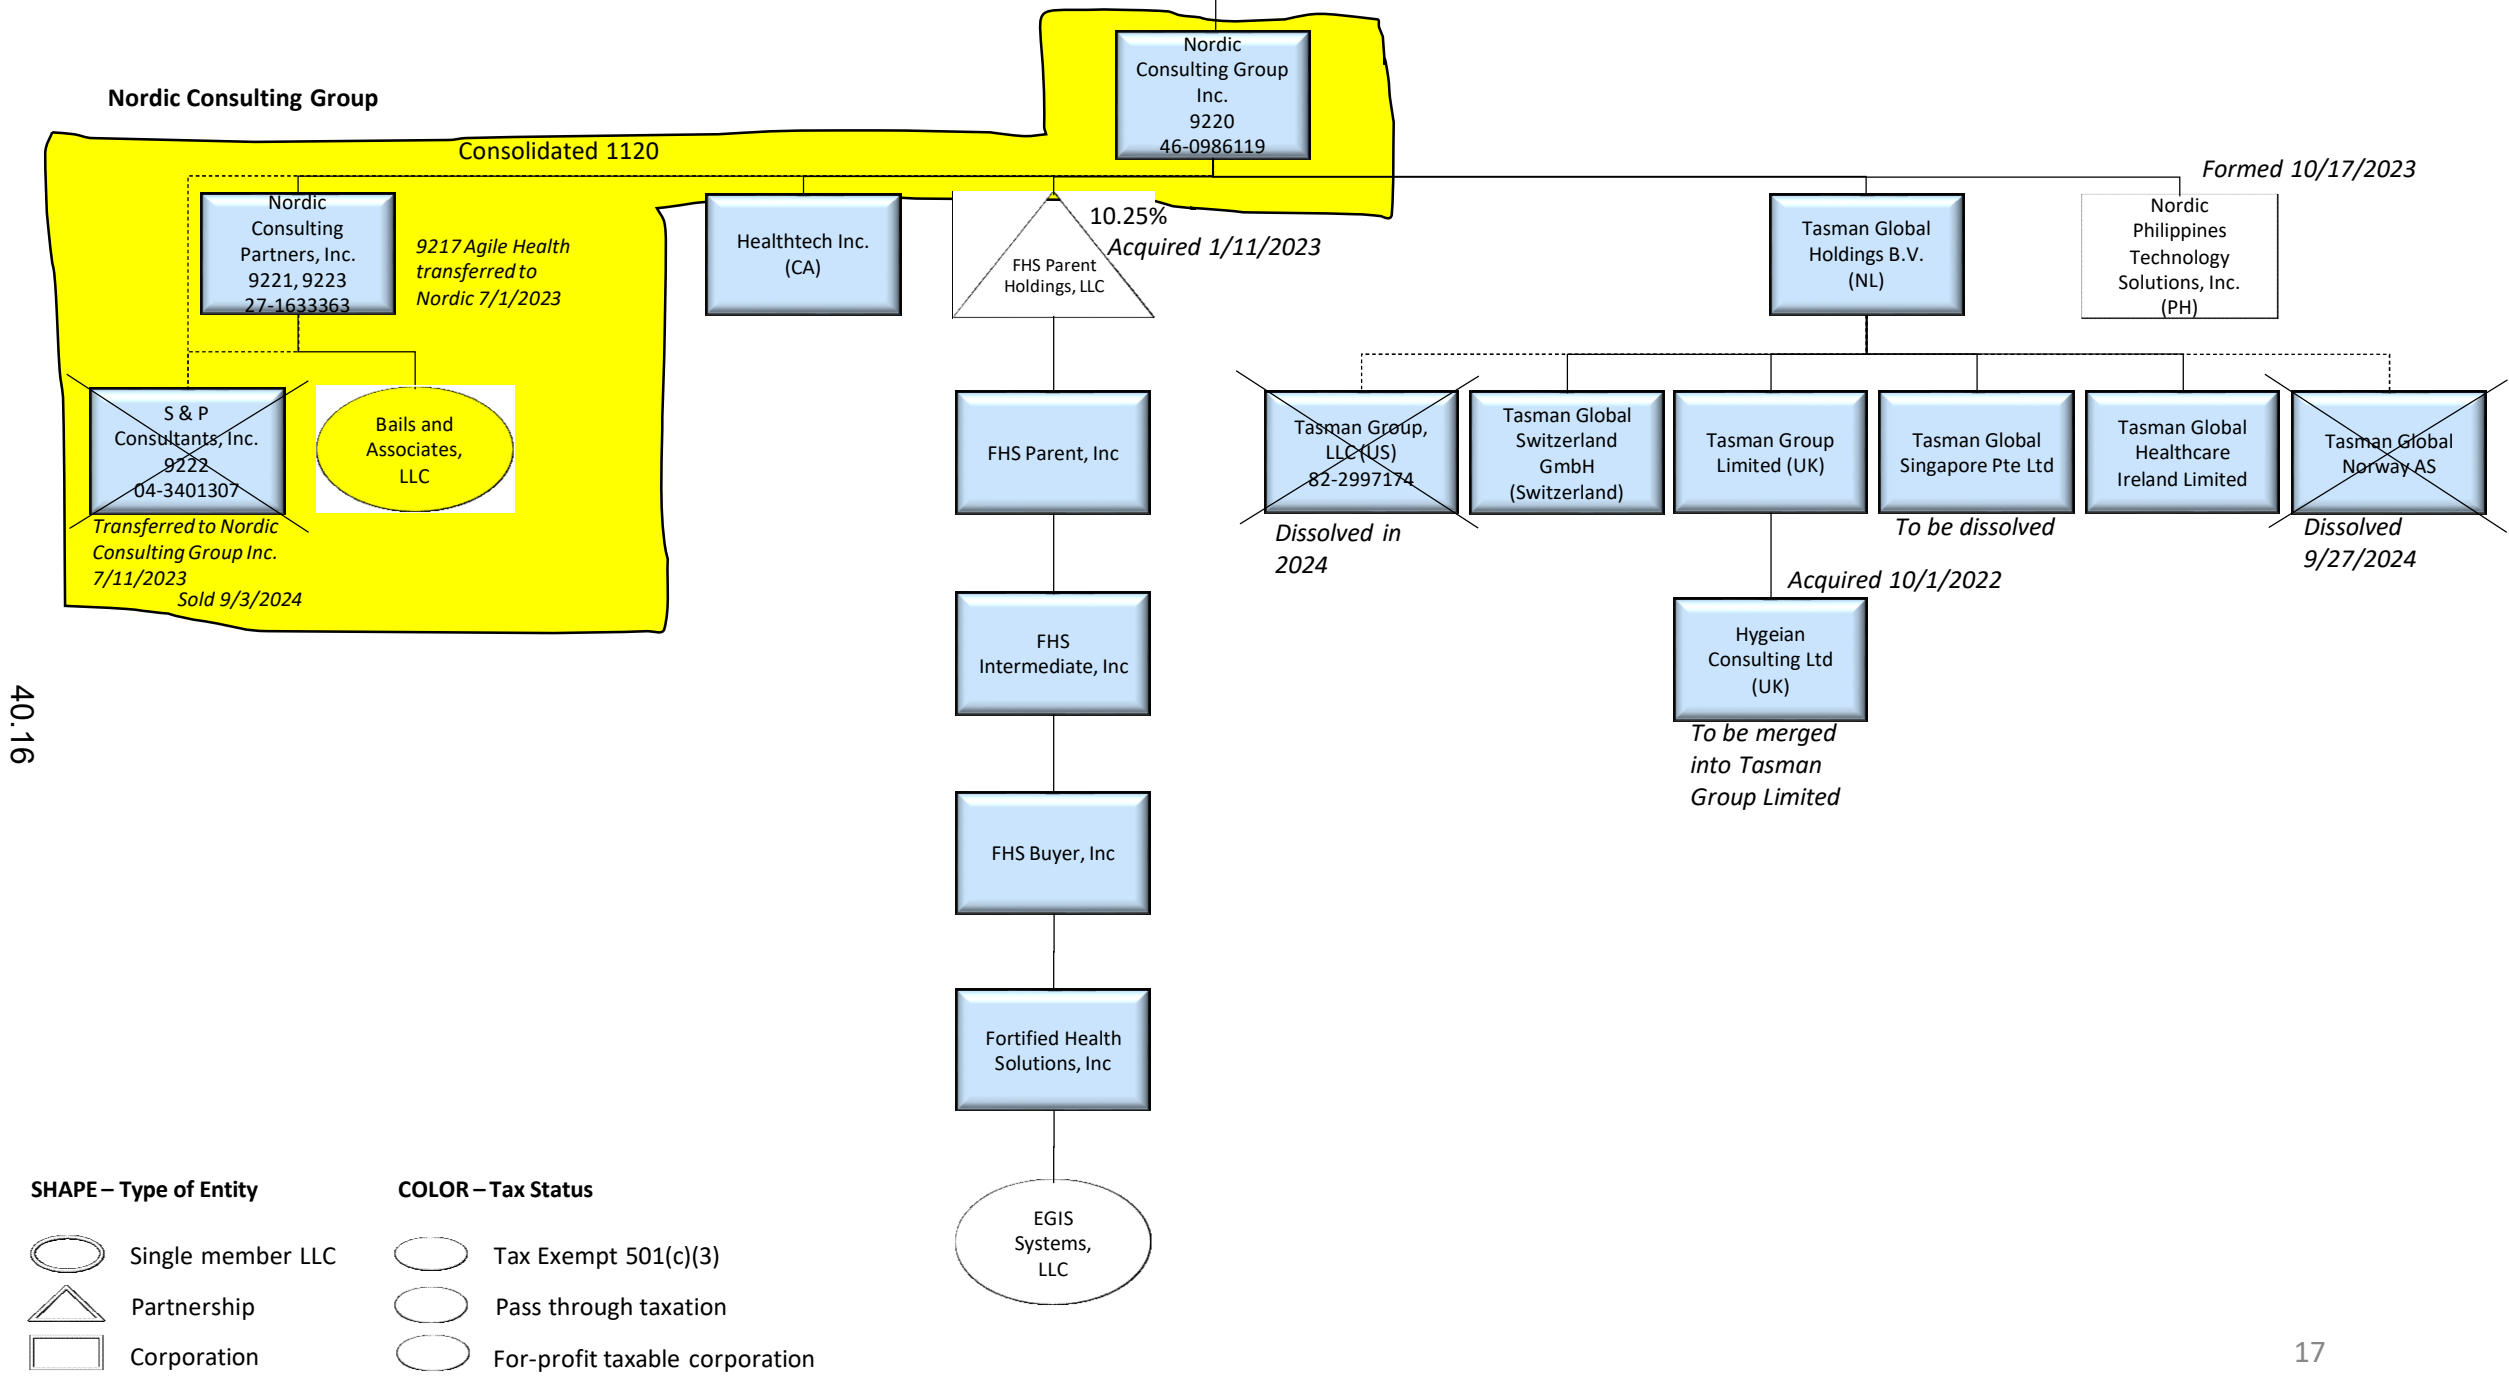 Nordic
Consulting Group
Inc.
9220
46-0986119
Nordic Consulting Group
Consolidated 1120
Formed 10/17/2023
Nordic
Consulting
Partners, Inc.
9221, 9223
27-1633363
9217 Agile Health
transferred to
Nordic 7/1/2023
Healthtech Inc.
(CA)
10.25%
Acquired 1/11/2023
FHS Parent
Holdings, LLC
Tasman Global
Holdings B.V.
(NL)
Nordic
Philippines
Technology
Solutions, Inc.
(PH)
S & P
Consultants, Inc.
9222
04-3401307
Transferred to Nordic
Consulting Group Inc.
7/11/2023
Sold 9/3/2024
Bails and
Associates,
LLC
FHS Parent, Inc
Tasman Group,
LLC (US)
82-2997174
Dissolved in
2024
Tasman Global
Switzerland
GmbH
(Switzerland)
Tasman Group
Limited (UK)
Tasman Global
Singapore Pte Ltd
To be dissolved
Tasman Global
Healthcare
Ireland Limited
Tasman Global
Norway AS
Dissolved
9/27/2024
Acquired 10/1/2022
FHS
Intermediate, Inc
Hygeian
Consulting Ltd
(UK)
To be merged
into Tasman
Group Limited
40.16
FHS Buyer, Inc
Fortified Health
Solutions, Inc
EGIS
Systems,
LLC
SHAPE – Type of Entity
Single member LLC
Partnership
Corporation
COLOR – Tax Status
Tax Exempt 501(c)(3)
Pass through taxation
For-profit taxable corporation
17